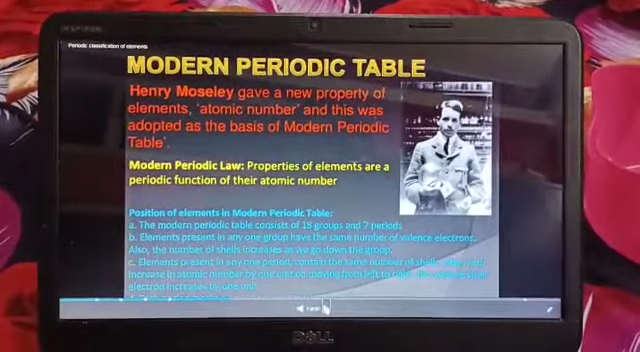 INSPIRON
Periodic classification of elements
MODERN PERIODIC TABLE
Henry Moseley gave a new property of
elements, 'atomic number' and this was
adopted as the basis of Modern Periodic
Table'.
Modern Periodic Law: Properties of elements are a
periodic function of their atomic number
Position of elements in Modern Periodic Table:
a. The modern periodic table consists of 18 groups and 7 periods
b. Elements present in any one group have the same number of valence electrons.
Also, the number of shells increases as we go down the group.
c. Elements present in any one period, contain the same number of shells. Also, with
increase in atomic number by one unit on moving from left to right, the valence shell
electron increases by one unit
DELL